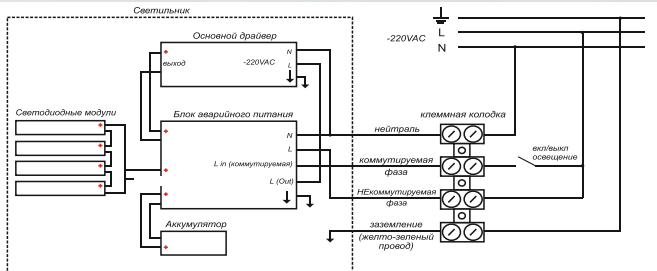 Светильник
Основной драйвер
N
-220VAC
L
выход
-220VAC
L
N
Светодиодные модули
Блок аварийного питания
клеммная колодка
N
нейтраль
L
L in (коммутируемая)
коммутируемая
фаза
вкл/выкл
освещение
L (Out)
НЕкоммутируемая
фаза
Аккумулятор
заземление
(желто-зеленый
провод)